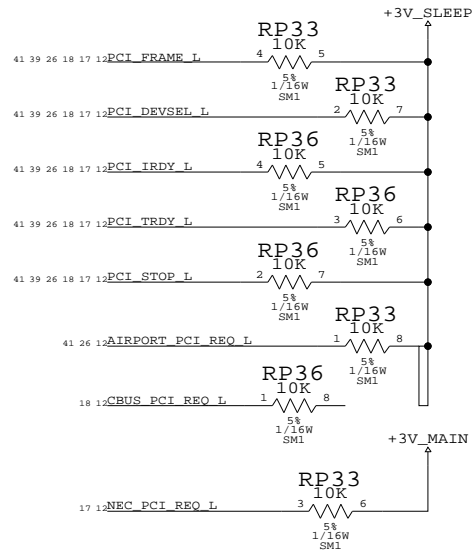 +3V_SLEEP
RP33
10K
41 39 26 18 17 12 PCI_FRAME_L 4 5
5%
1/16W
SM1
RP33
10K
41 39 26 18 17 12 PCI_DEVSEL_L 2 7
5%
1/16W
SM1
RP36
10K
41 39 26 18 17 12 PCI_IRDY_L 4 5
5%
1/16W
SM1
RP36
10K
41 39 26 18 17 12 PCI_TRDY_L 3 6
5%
1/16W
SM1
RP36
10K
41 39 26 18 17 12 PCI_STOP_L 2 7
5%
1/16W
SM1
RP33
10K
41 26 12 AIRPORT_PCI_REQ_L 1 8
5%
1/16W
SM1
RP36
10K
18 12 CBUS_PCI_REQ_L 1 8
5%
1/16W
SM1
+3V_MAIN
RP33
10K
17 12 NEC_PCI_REQ_L 3 6
5%
1/16W
SM1